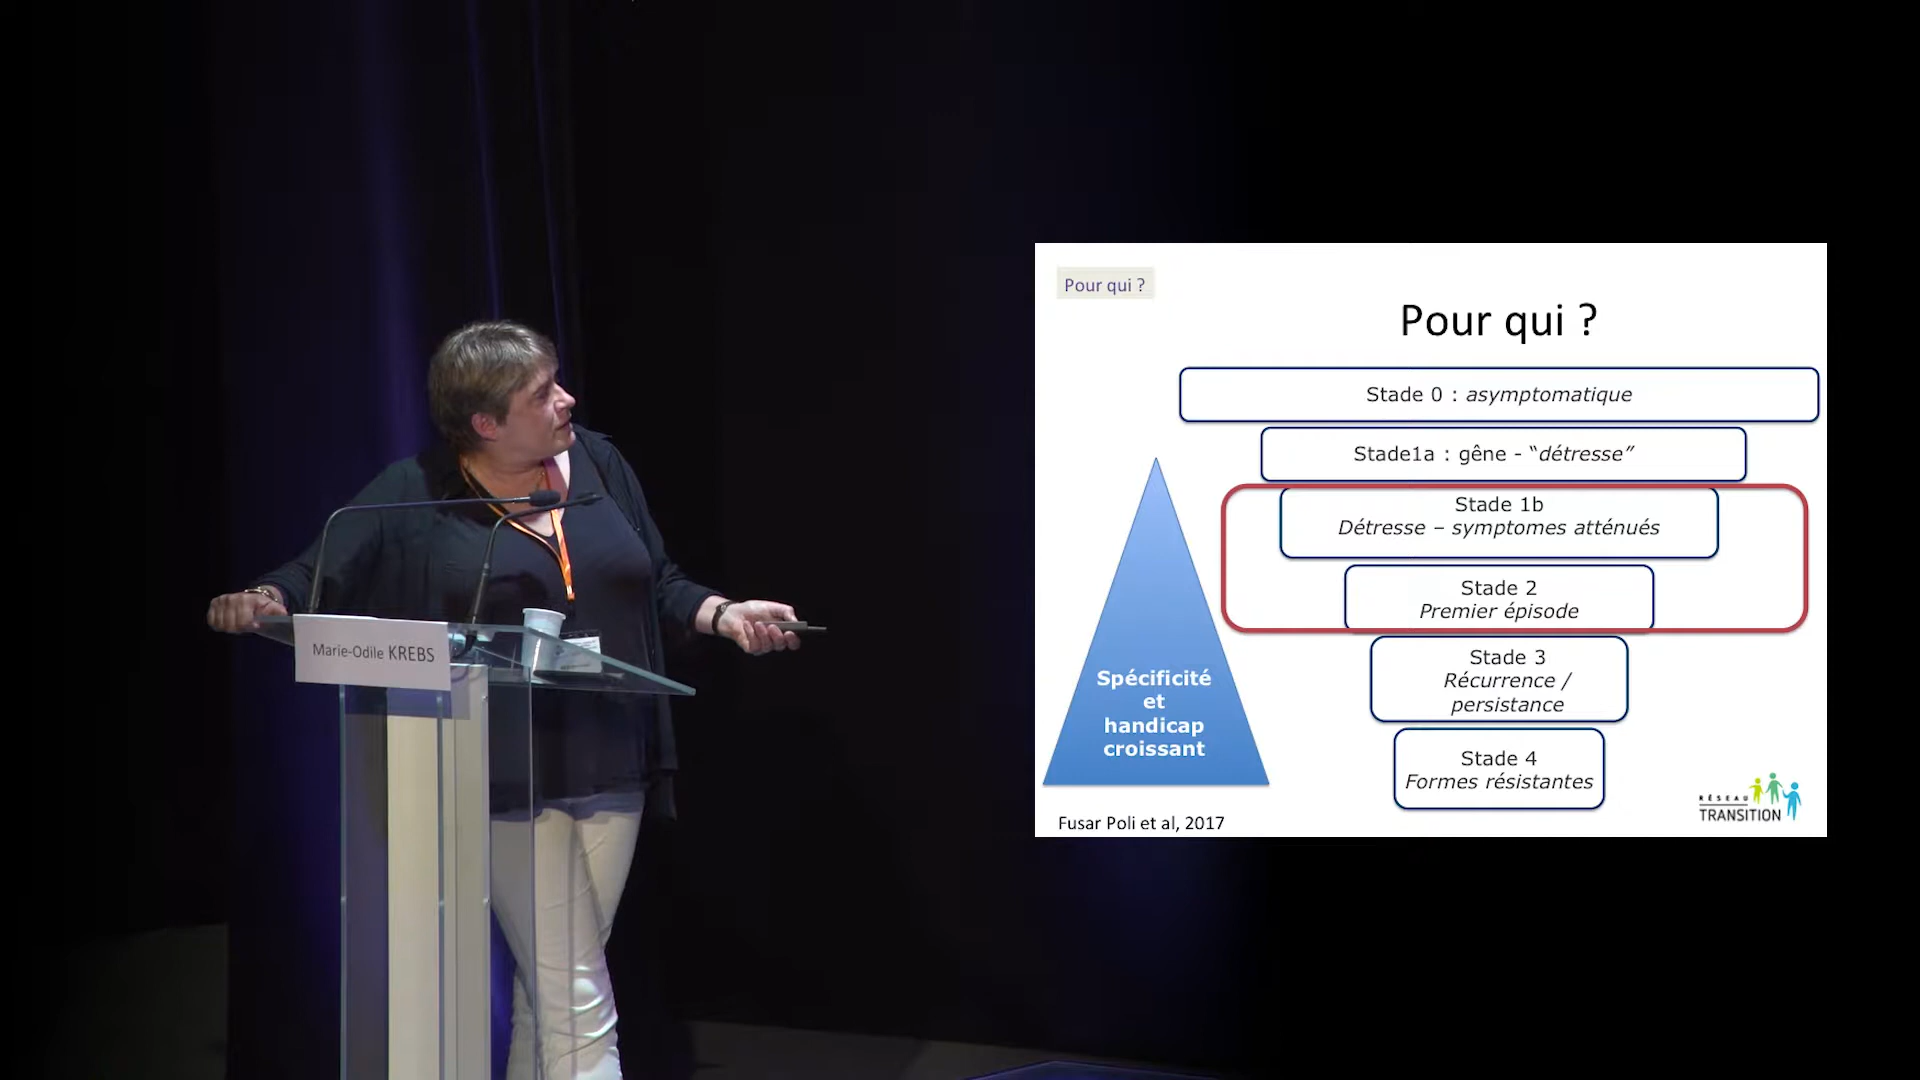 Marie-Odile KREBS
Pour qui ?
Pour qui ?
Stade 0 : asymptomatique
Stade1a : gêne - “détresse”
Stade 1b
Détresse – symptomes atténués
Stade 2
Premier épisode
Stade 3
Récurrence /
persistance
Stade 4
Formes résistantes
Spécificité
et
handicap
croissant
Fusar Poli et al, 2017
RÉSEAU
TRANSITION